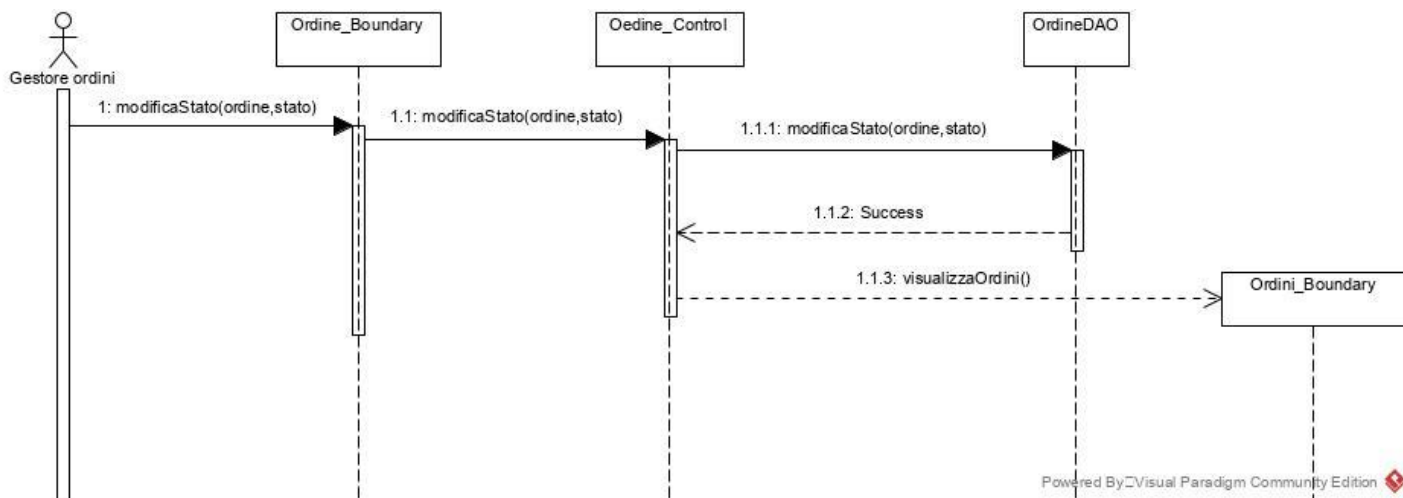 Ordine_Boundary
Oedine_Control
OrdineDAO
Gestore ordini
1: modificaStato(ordine,stato)
1.1: modificaStato(ordine,stato)
1.1.1: modificaStato(ordine,stato)
1.1.2: Success
1.1.3: visualizzaOrdini()
Ordini_Boundary
Powered By Visual Paradigm Community Edition